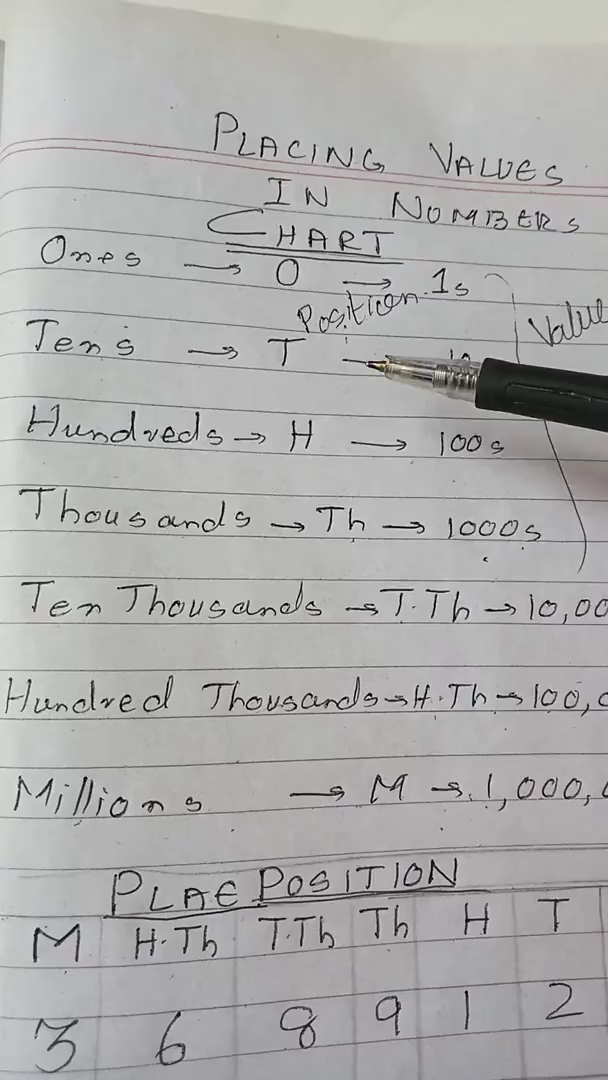 PLACING VALUES
IN NUMBERS
CHART
Ones → O → 1s
Position
Value
Tens → T →
Hundreds → H → 100s
Thousands → Th → 1000s
Ten Thousands → T.Th → 10,00
Hundred Thousands → H.Th → 100,0
Millions → M → 1,000,0
PLAE POSITION
M H.Th T.Th Th H T
3 6 8 9 1 2